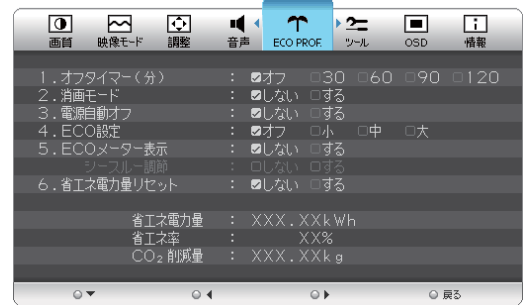 画質 映像モード 調整 音声 ECO PROF. ツール OSD 情報
1.オフタイマー(分) : ☑オフ □30 □60 □90 □120
2.消画モード : ☑しない □する
3.電源自動オフ : ☑しない □する
4.ECO設定 : ☑オフ □小 □中 □大
5.ECOメーター表示 : ☑しない □する
シースルー調節 : □しない □する
6.省エネ電力量リセット : ☑しない □する
省エネ電力量 : XXX.XXkWh
省エネ率 : XX%
CO₂削減量 : XXX.XXkg
○▼ ○◀ ○▶ ○戻る